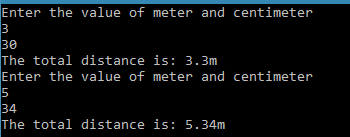 Enter the value of meter and centimeter
3
30
The total distance is: 3.3m
Enter the value of meter and centimeter
5
34
The total distance is: 5.34m